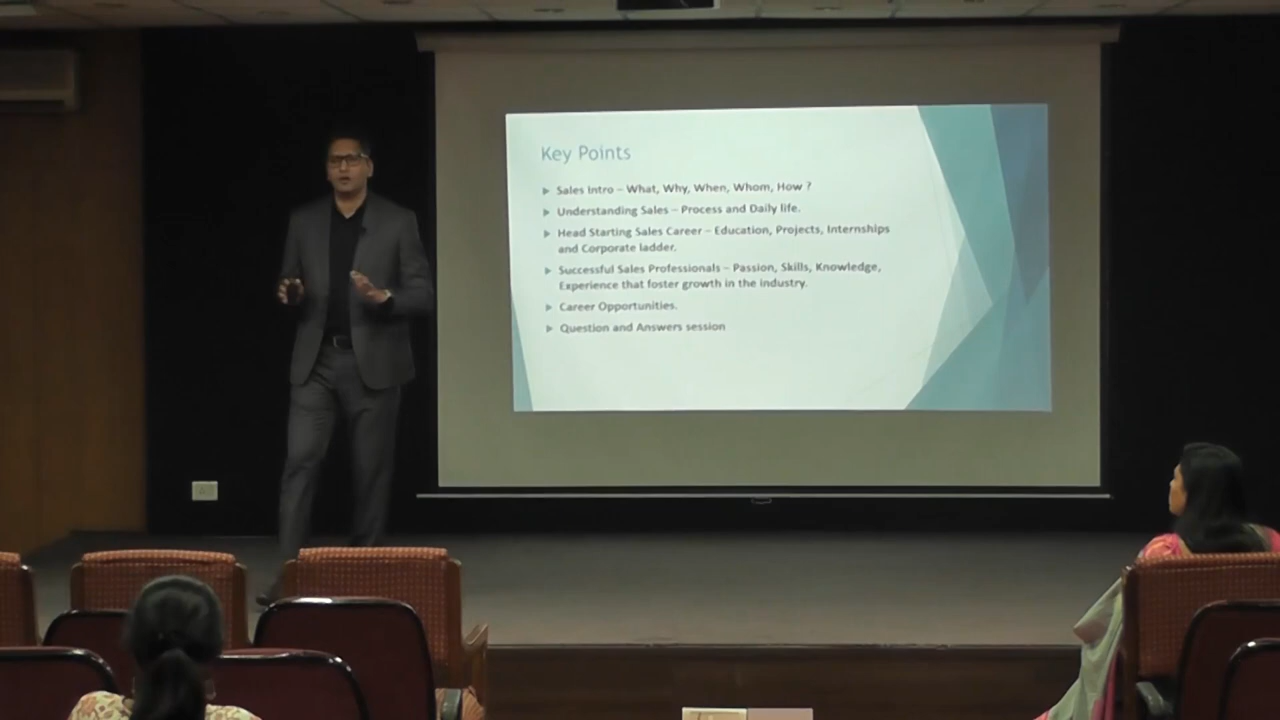 Key Points
Sales Intro – What, Why, When, Whom, How ?
Understanding Sales – Process and Daily life.
Head Starting Sales Career – Education, Projects, Internships
and Corporate ladder.
Successful Sales Professionals – Passion, Skills, Knowledge,
Experience that foster growth in the industry.
Career Opportunities.
Question and Answers session